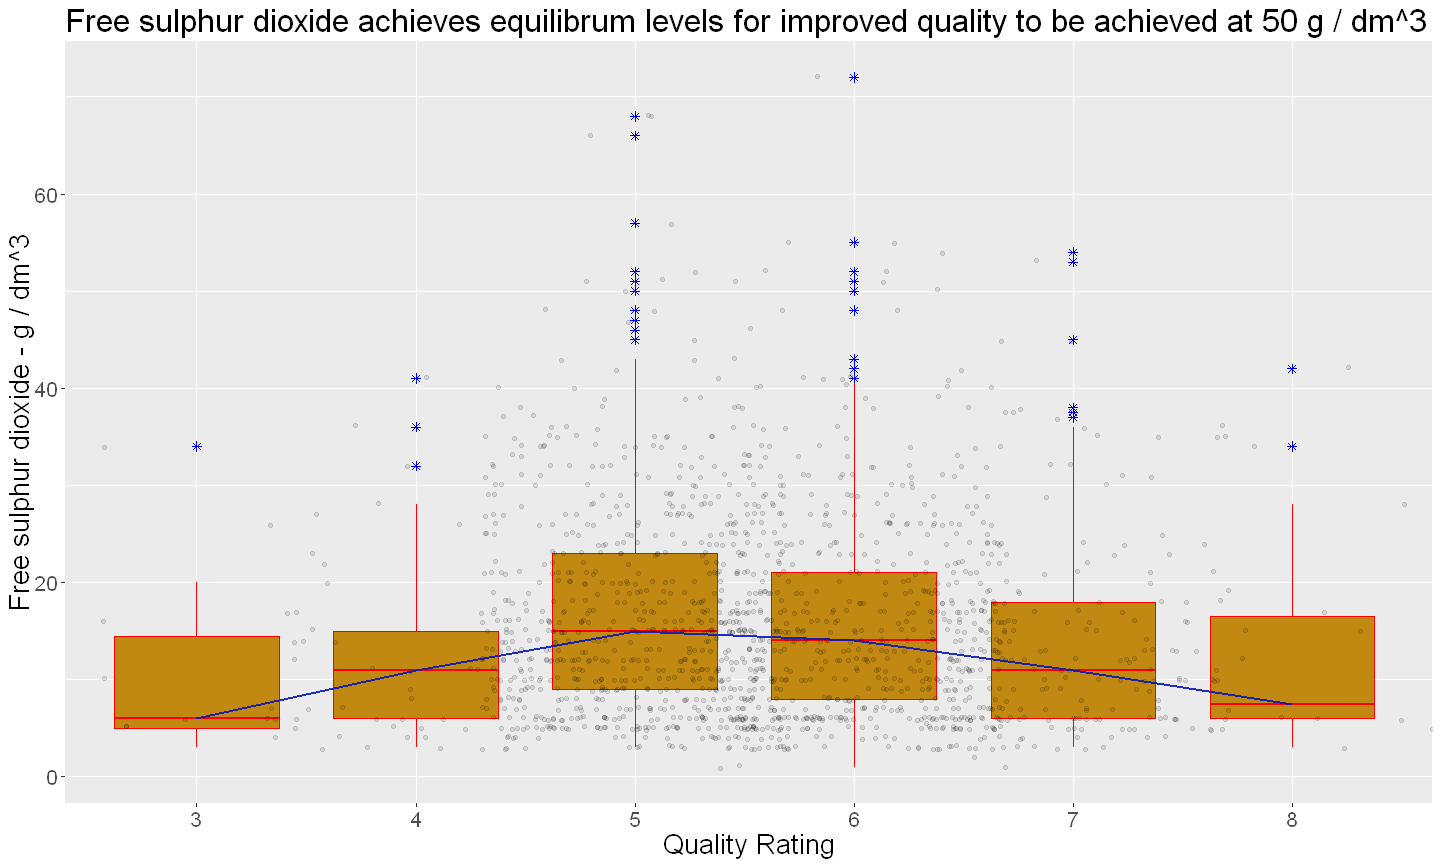 Free sulphur dioxide achieves equilibrum levels for improved quality to be achieved at 50 g / dm^3
Free sulphur dioxide - g / dm^3
60
40
20
0
3 4 5 6 7 8
Quality Rating